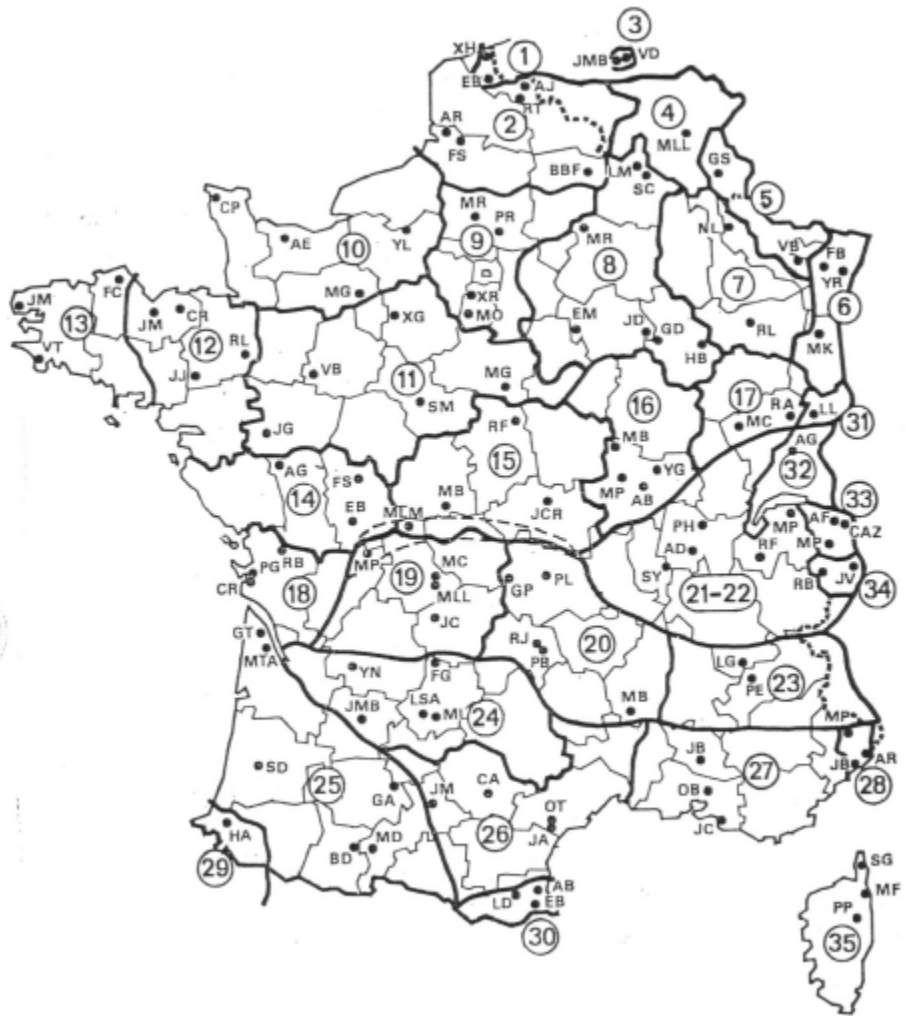 3
XH
1
JMB
VD
EB
AJ
RT
4
2
AR
FS
MLL
BBF
LM
SC
GS
CP
5
MR
PR
9
AE
10
YL
MR
8
NL
VB
FB
YR
7
6
MG
XR
MO
XG
JM
FC
13
JM
CR
12
VT
RL
JJ
EM
JD
GD
HB
RL
MK
VB
11
MG
SM
16
17
RA
LL
31
JG
RF
15
MC
AG
32
MB
YG
MP
AB
AG
FS
14
EB
MB
JCR
MLM
33
MP
AF
CAZ
MP
PH
AD
RF
SY
RB
JV
34
21-22
RB
PG
CR
18
MP
19
MC
MLL
JC
GP
PL
GT
MTA
RJ
PB
20
YN
FG
LG
23
PE
MB
MP
JMB
LSA
ML
24
JB
27
JB
AR
28
SD
25
GA
JM
CA
OB
JC
26
OT
JA
HA
29
BD
MD
LD
AB
EB
30
SG
MF
PP
35